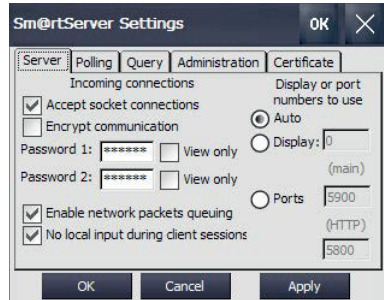 Sm@rtServer Settings OK
Server Polling Query Administration Certificate
Incoming connections
Accept socket connections
Encrypt communication
Password 1: ****** View only
Password 2: ****** View only
Enable network packets queuing
No local input during client sessions
Display or port
numbers to use
Auto
Display: 0
(main)
Ports 5900
(HTTP)
5800
OK Cancel Apply